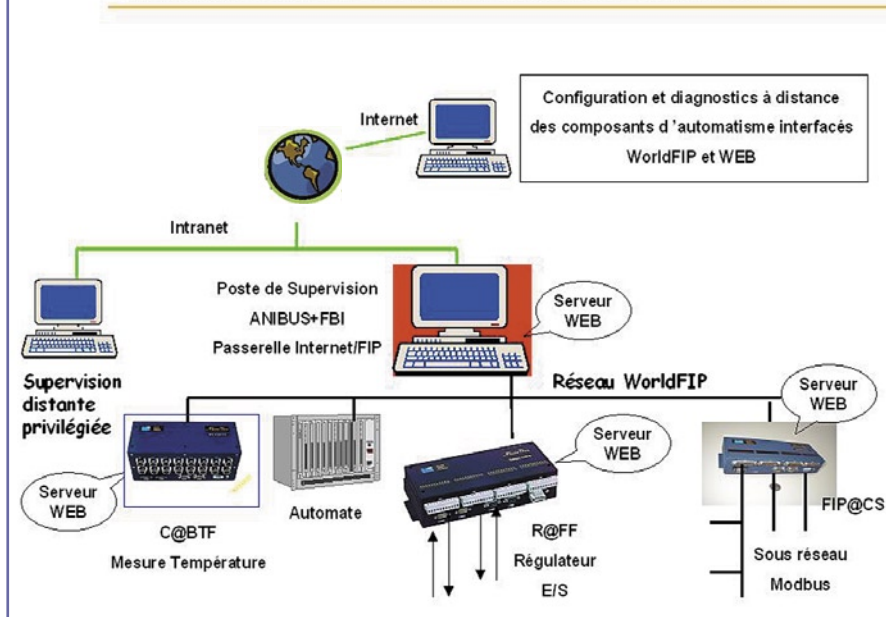 Internet
Configuration et diagnostics à distance
des composants d 'automatisme interfacés
WorldFIP et WEB
Intranet
Poste de Supervision
ANIBUS+FBI
Passerelle Internet/FIP
Serveur
WEB
Supervision
distante
privilégiée
Réseau WorldFIP
Serveur
WEB
Serveur
WEB
Serveur
WEB
C@BTF
Mesure Température
Automate
R@FF
Régulateur
E/S
FIP@CS
Sous réseau
Modbus